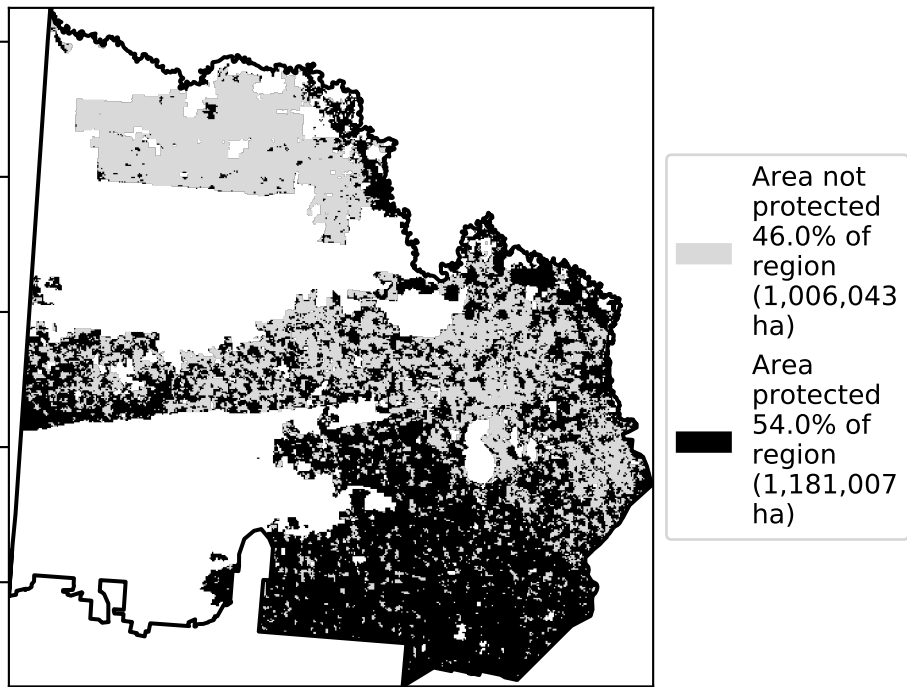 Area not
protected
46.0% of
region
(1,006,043
ha)
Area
protected
54.0% of
region
(1,181,007
ha)